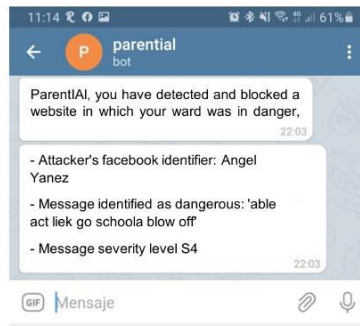 11:14
61%
parential
P
bot
ParentIAl, you have detected and blocked a
website in which your ward was in danger,
22:03
- Attacker's facebook identifier: Angel
Yanez
- Message identified as dangerous: 'able
act liek go schoola blow off'
- Message severity level S4
22:03
GIF
Mensaje